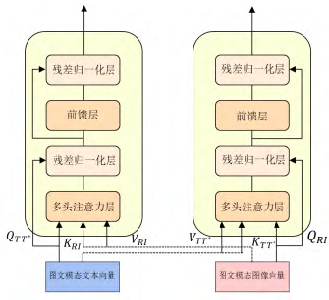 残差归一化层
前馈层
残差归一化层
多头注意力层
残差归一化层
前馈层
残差归一化层
多头注意力层
Q_{TT'} K_{RI} V_{RI} V_{TT'} K_{TT'} Q_{RI}
图文模态文本向量
图文模态图像向量